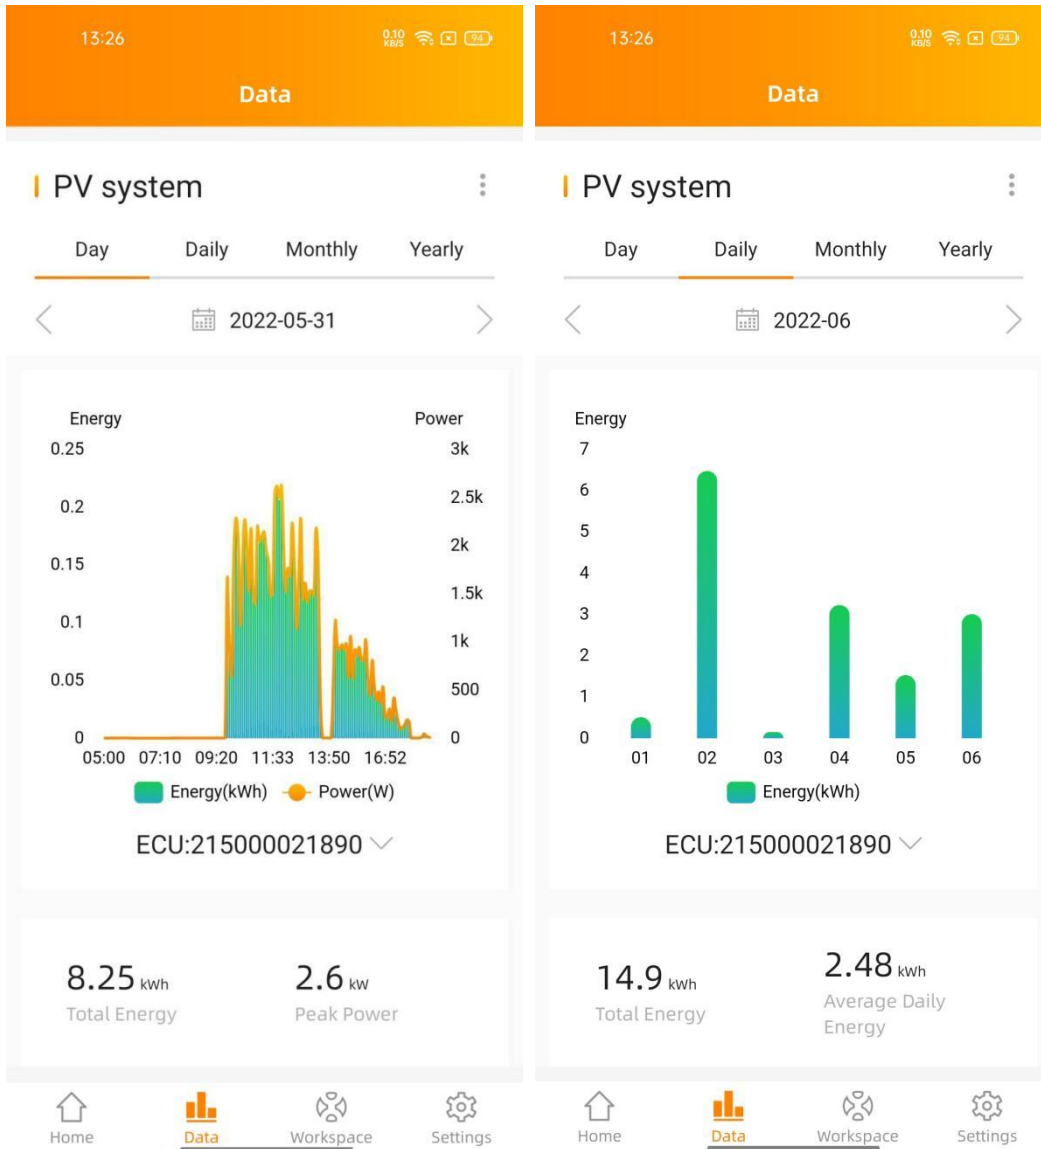 13:26 0.10 KB/S 94
Data
PV system
Day Daily Monthly Yearly
2022-05-31
Energy Power
0.25 3k
0.2 2.5k
2k
0.15 1.5k
0.1 1k
0.05 500
0 0
05:00 07:10 09:20 11:33 13:50 16:52
Energy(kWh) Power(W)
ECU:215000021890
8.25 kWh 2.6 kW
Total Energy Peak Power
Home Data Workspace Settings
13:26 0.10 KB/S 94
Data
PV system
Day Daily Monthly Yearly
2022-06
Energy
7
6
5
4
3
2
1
0
01 02 03 04 05 06
Energy(kWh)
ECU:215000021890
14.9 kWh 2.48 kWh
Total Energy Average Daily
Energy
Home Data Workspace Settings